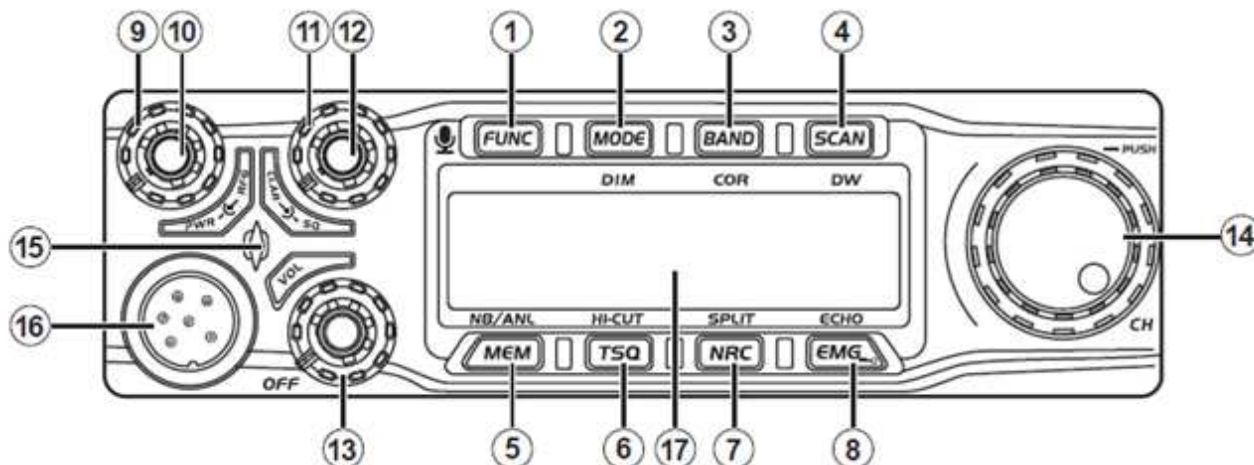 9 10 11 12 1 2 3 4
FUNC MODE BAND SCAN
PUSH
DIM COR DW
PWR RFG CLAR SQ
15
14
VOL
16
NB/ANL HI-CUT SPLIT ECHO
CH
MEM TSQ NRC EMG
OFF
13 5 6 17 7 8